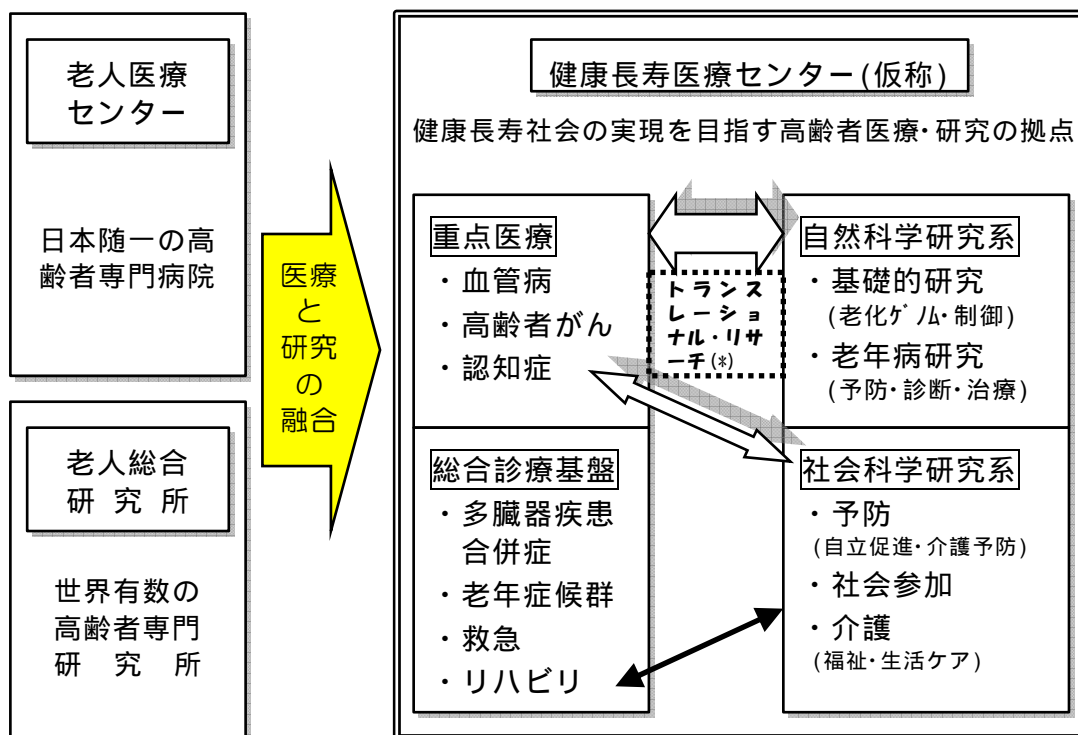 老人医療
センター
日本随一の高
齢者専門病院
老人総合
研究所
世界有数の
高齢者専門
研究所
医療
と
研究
の
融合
健康長寿医療センター(仮称)
健康長寿社会の実現を目指す高齢者医療・研究の拠点
重点医療
・血管病
・高齢者がん
・認知症
トランス
レーショ
ナル・リサ
ーチ(*)
自然科学研究系
・基礎的研究
(老化ゲノム・制御)
・老年病研究
(予防・診断・治療)
総合診療基盤
・多臓器疾患
合併症
・老年症候群
・救急
・リハビリ
社会科学研究系
・予防
(自立促進・介護予防)
・社会参加
・介護
(福祉・生活ケア)